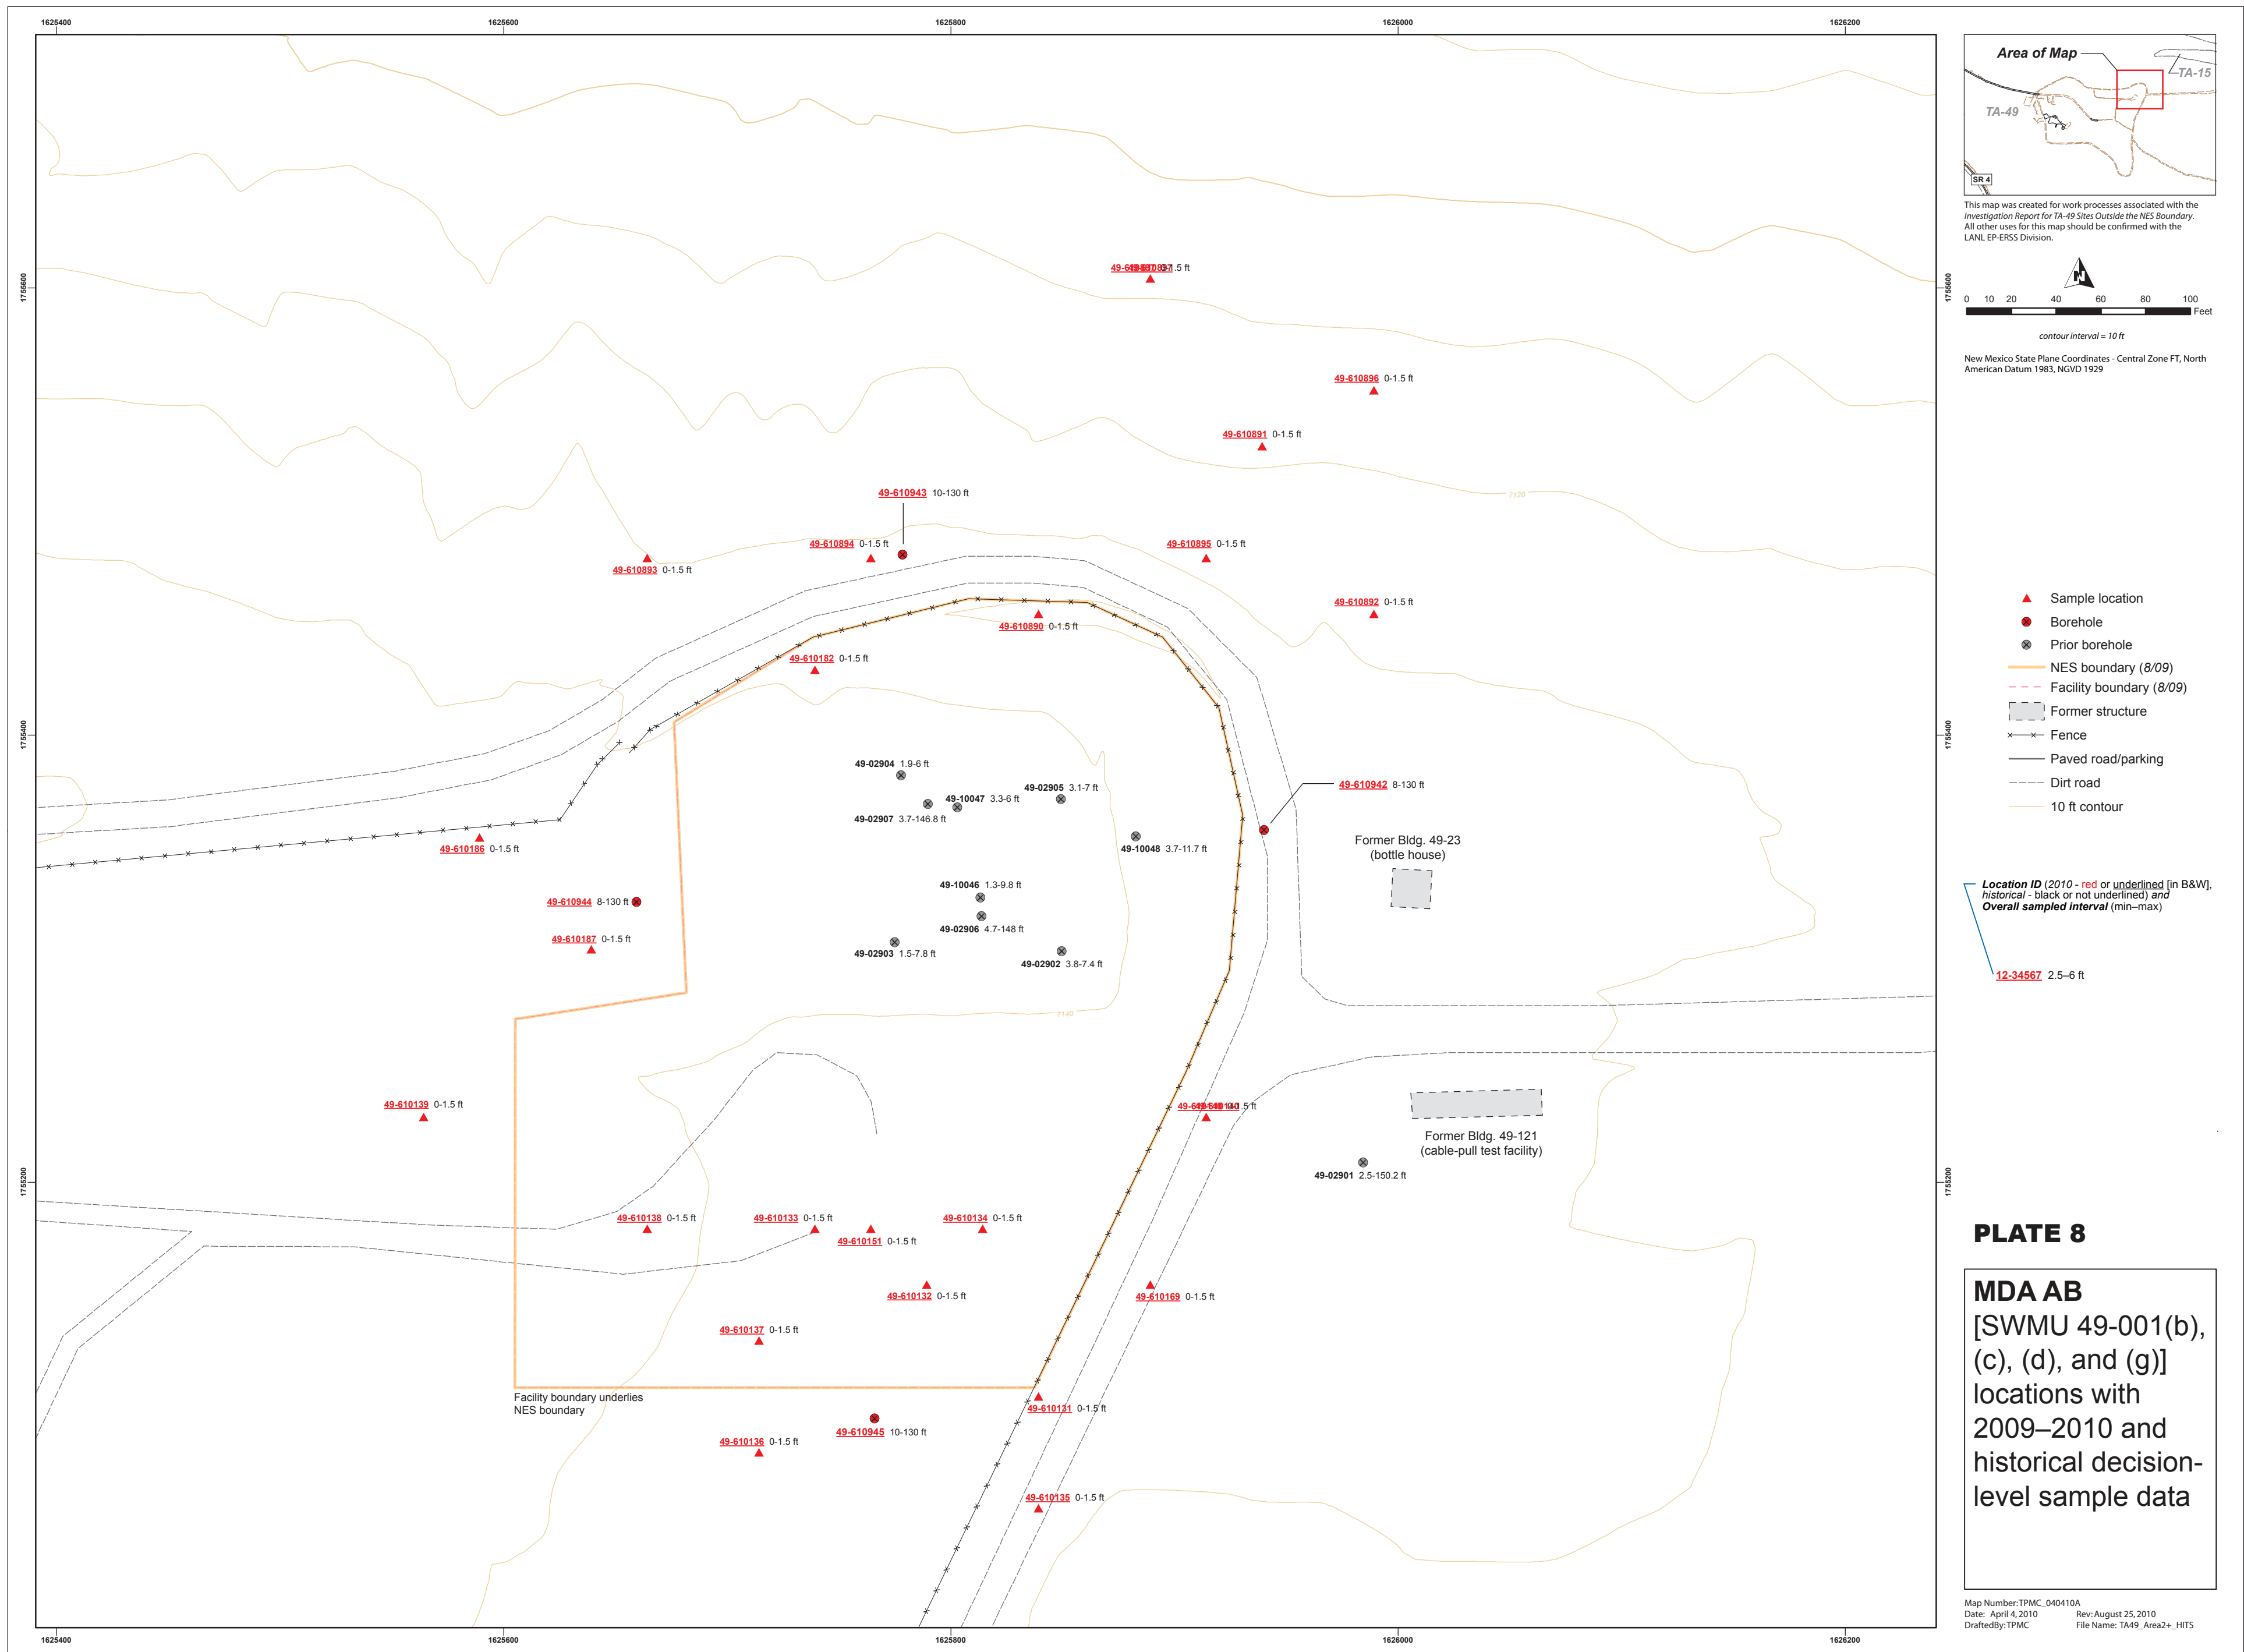 1625400
1625600
1625800
1626000
1626200
Area of Map
TA-15
TA-49
SR 4
This map was created for work processes associated with the
Investigation Report for TA-49 Sites Outside the NES Boundary.
All other uses for this map should be confirmed with the
LANL EP-ERSS Division.
N
0 10 20 40 60 80 100
Feet
contour interval = 10 ft
New Mexico State Plane Coordinates - Central Zone FT, North
American Datum 1983, NGVD 1929
1755600
1755600
-1.5 ft
49-610896 0-1.5 ft
49-610891 0-1.5 ft
49-610943 10-130 ft
7120
49-610894 0-1.5 ft
49-610895 0-1.5 ft
49-610893 0-1.5 ft
49-610892 0-1.5 ft
49-610890 0-1.5 ft
49-610182 0-1.5 ft
1755400
1755400
49-02904 1.9-6 ft
49-02905 3.1-7 ft
49-10047 3.3-6 ft
49-02907 3.7-146.8 ft
49-610942 8-130 ft
49-610186 0-1.5 ft
49-10048 3.7-11.7 ft
Former Bldg. 49-23
(bottle house)
49-10046 1.3-9.8 ft
49-610944 8-130 ft
49-02906 4.7-148 ft
49-610187 0-1.5 ft
49-02903 1.5-7.8 ft
49-02902 3.8-7.4 ft
7140
49-610139 0-1.5 ft
1.5 ft
Former Bldg. 49-121
(cable-pull test facility)
49-02901 2.5-150.2 ft
1755200
1755200
49-610138 0-1.5 ft
49-610133 0-1.5 ft
49-610134 0-1.5 ft
49-610151 0-1.5 ft
49-610132 0-1.5 ft
49-610169 0-1.5 ft
49-610137 0-1.5 ft
Facility boundary underlies
NES boundary
49-610131 0-1.5 ft
49-610945 10-130 ft
49-610136 0-1.5 ft
49-610135 0-1.5 ft
Sample location
Borehole
Prior borehole
NES boundary (8/09)
Facility boundary (8/09)
Former structure
Fence
Paved road/parking
Dirt road
10 ft contour
Location ID (2010 - red or underlined [in B&W],
historical - black or not underlined) and
Overall sampled interval (min–max)
12-34567 2.5–6 ft
PLATE 8
MDA AB
[SWMU 49-001(b),
(c), (d), and (g)]
locations with
2009–2010 and
historical decision-
level sample data
Map Number:TPMC_040410A
Date: April 4, 2010 Rev: August 25, 2010
DraftedBy:TPMC File Name: TA49_Area2+_HITS
1625400
1625600
1625800
1626000
1626200